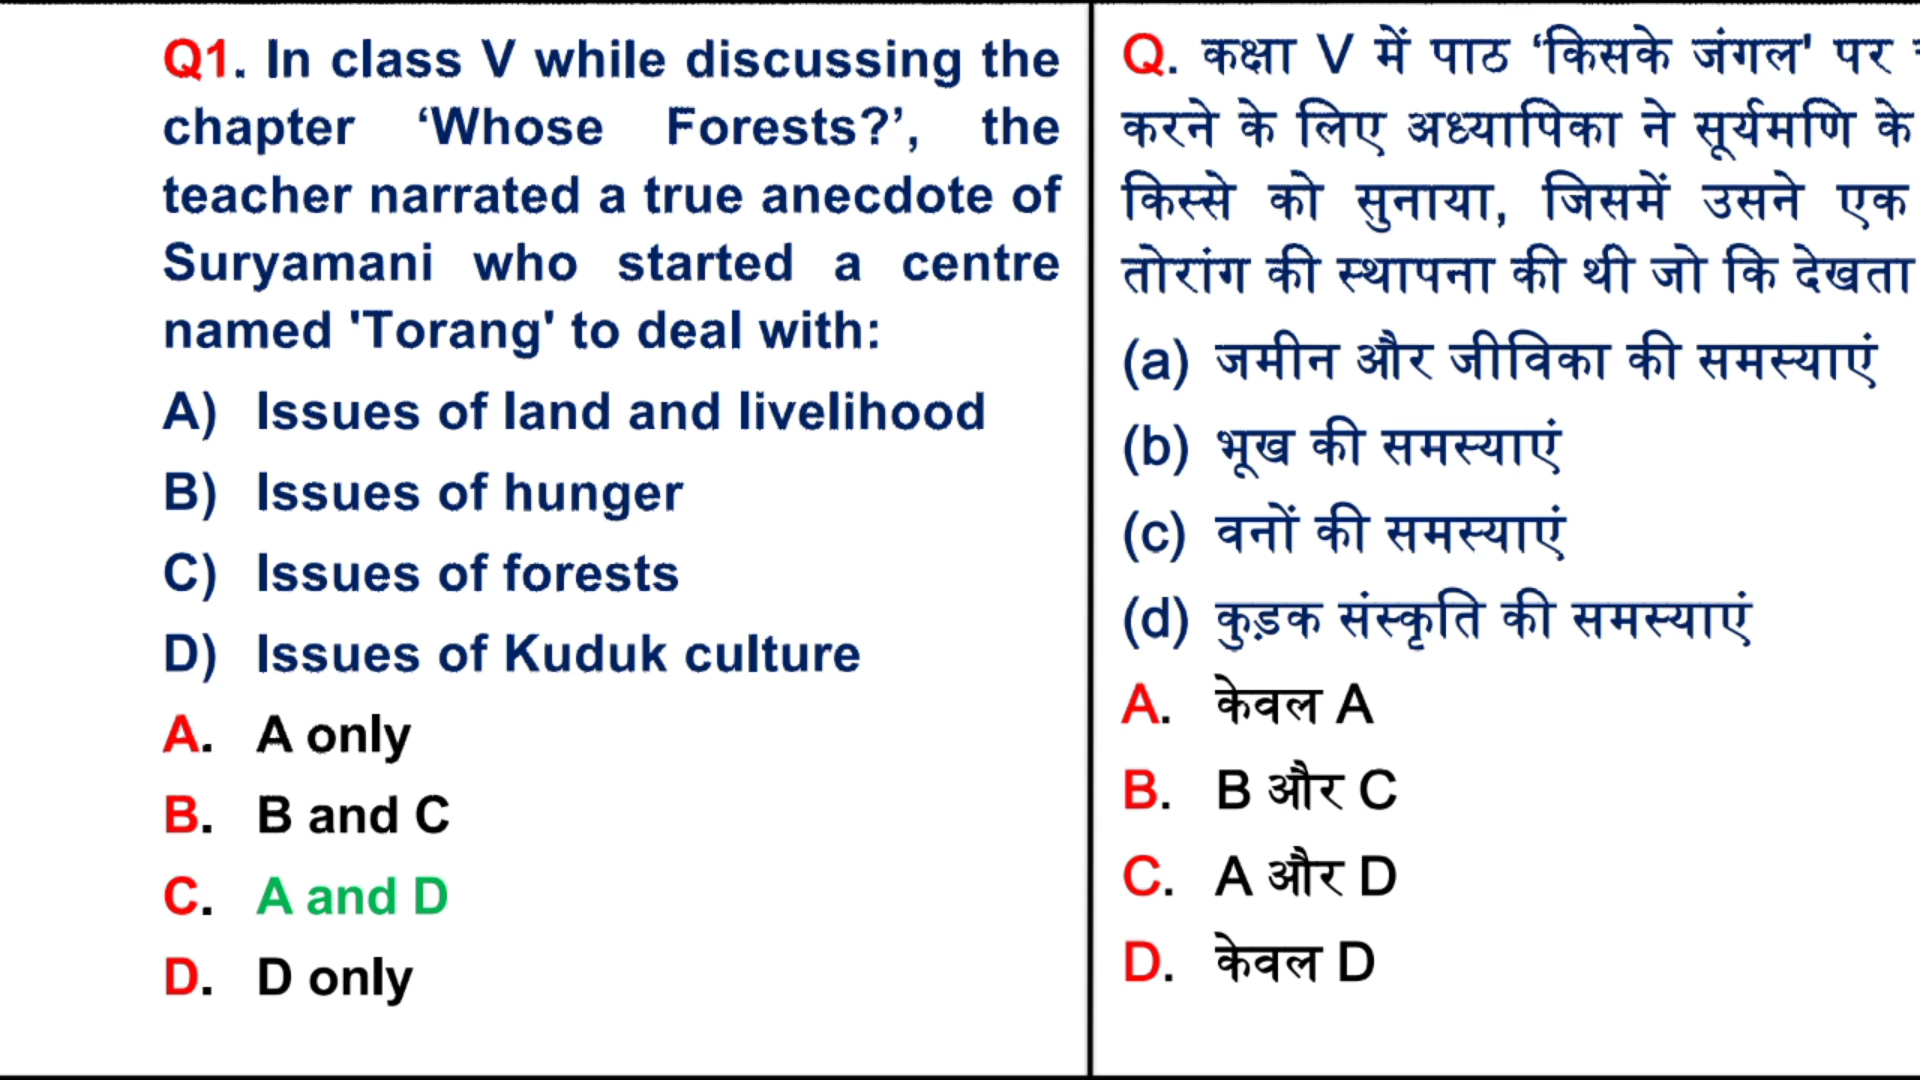 Q1. In class V while discussing the
chapter ‘Whose Forests?’, the
teacher narrated a true anecdote of
Suryamani who started a centre
named 'Torang' to deal with:
A) Issues of land and livelihood
B) Issues of hunger
C) Issues of forests
D) Issues of Kuduk culture
A. A only
B. B and C
C. A and D
D. D only
Q. कक्षा V में पाठ ‘किसके जंगल' पर
करने के लिए अध्यापिका ने सूर्यमणि के
किस्से को सुनाया, जिसमें उसने एक
तोरांग की स्थापना की थी जो कि देखता
(a) जमीन और जीविका की समस्याएं
(b) भूख की समस्याएं
(c) वनों की समस्याएं
(d) कुड़क संस्कृति की समस्याएं
A. केवल A
B. B और C
C. A और D
D. केवल D